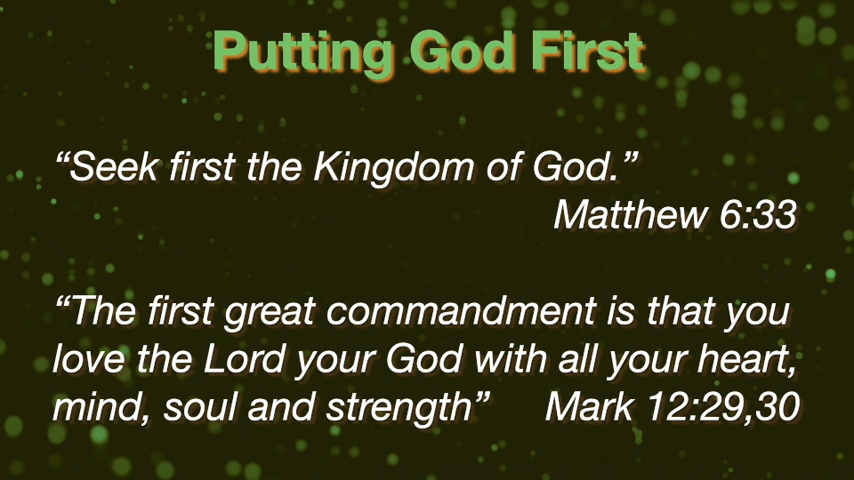 Putting God First
“Seek first the Kingdom of God.”
Matthew 6:33
“The first great commandment is that you
love the Lord your God with all your heart,
mind, soul and strength” Mark 12:29,30